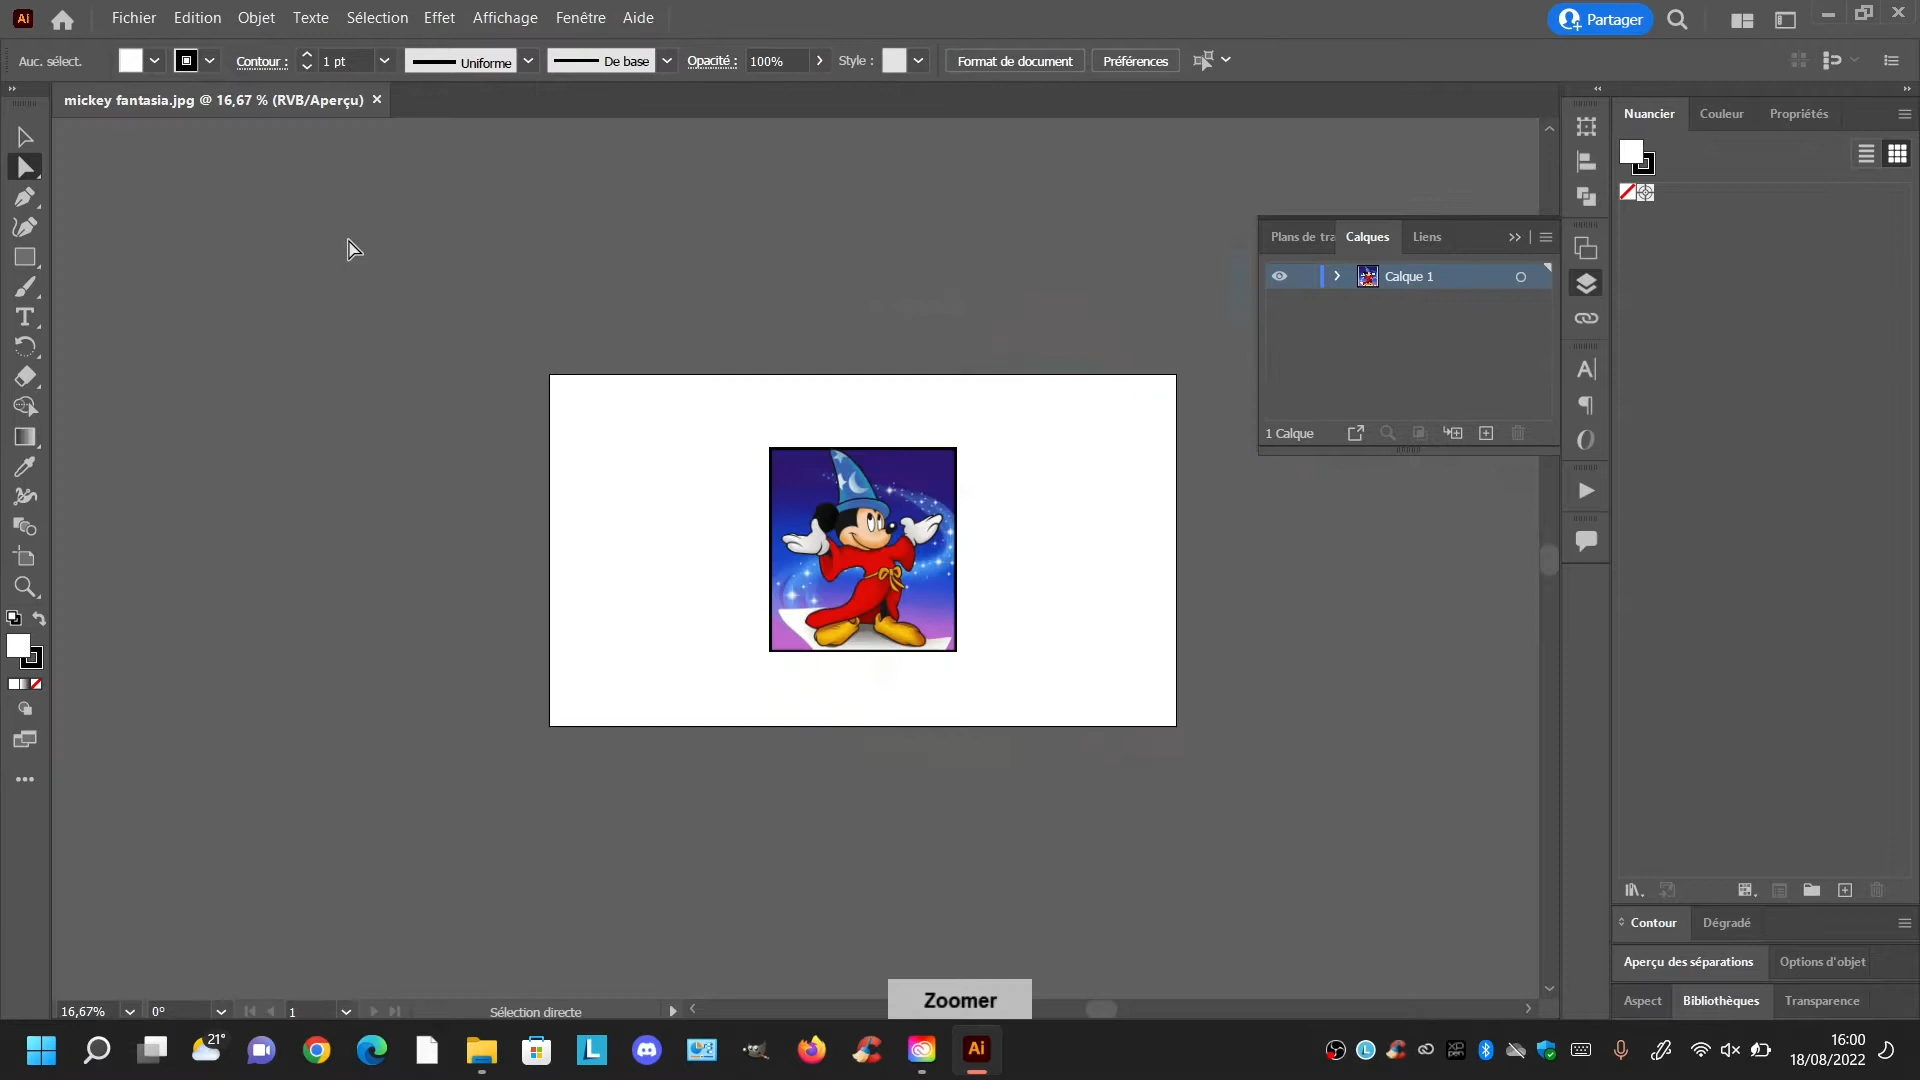 Ai Fichier Edition Objet Texte Sélection Effet Affichage Fenêtre Aide Partager
Auc. sélect. Contour : 1 pt Uniforme De base Opacité : 100% Style : Format de document Préférences
mickey fantasia.jpg @ 16,67 % (RVB/Aperçu) ×
Nuancier Couleur Propriétés
Plans de tra Calques Liens
Calque 1
1 Calque
Contour Dégradé
Aperçu des séparations Options d'objet
Aspect Bibliothèques Transparence
16,67% 0° 1 Sélection directe
Zoomer
21°
L
Ai
16:00
18/08/2022